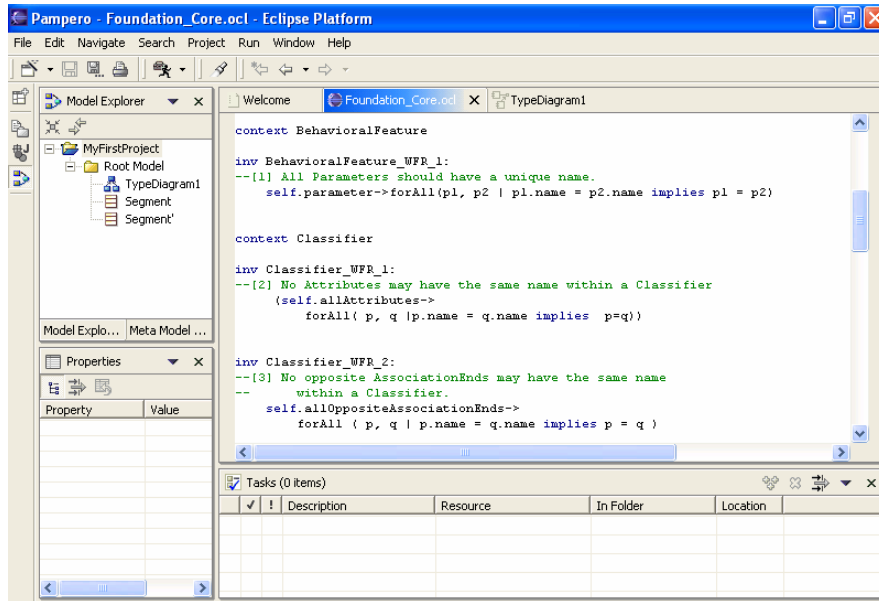 Pampero - Foundation_Core.ocl - Eclipse Platform
File Edit Navigate Search Project Run Window Help
Model Explorer
Welcome
Foundation_Core.ocl
TypeDiagram1
MyFirstProject
Root Model
TypeDiagram1
Segment
Segment'
Model Explo... Meta Model ...
Properties
Property Value
context BehavioralFeature
inv BehavioralFeature_WFR_1:
--[1] All Parameters should have a unique name.
self.parameter->forAll(p1, p2 | p1.name = p2.name implies p1 = p2)
context Classifier
inv Classifier_WFR_1:
--[2] No Attributes may have the same name within a Classifier
(self.allAttributes->
forAll( p, q |p.name = q.name implies  p=q))
inv Classifier_WFR_2:
--[3] No opposite AssociationEnds may have the same name
--     within a Classifier.
self.allOppositeAssociationEnds->
forAll ( p, q | p.name = q.name implies p = q )
Tasks (0 items)
✓ ! Description Resource In Folder Location